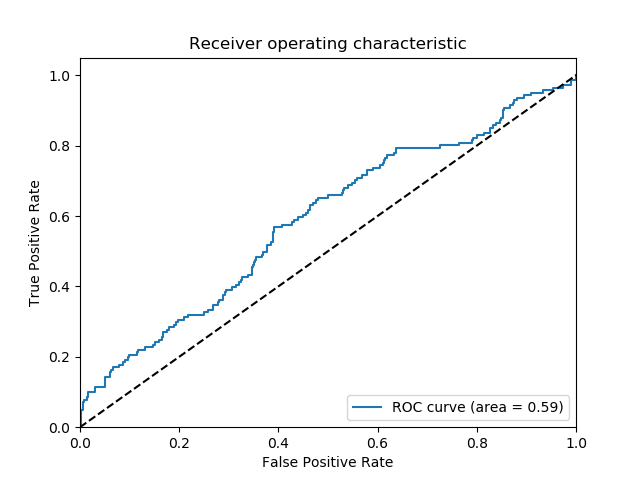 Receiver operating characteristic
True Positive Rate
1.0
0.8
0.6
0.4
0.2
0.0
ROC curve (area = 0.59)
0.0 0.2 0.4 0.6 0.8 1.0
False Positive Rate